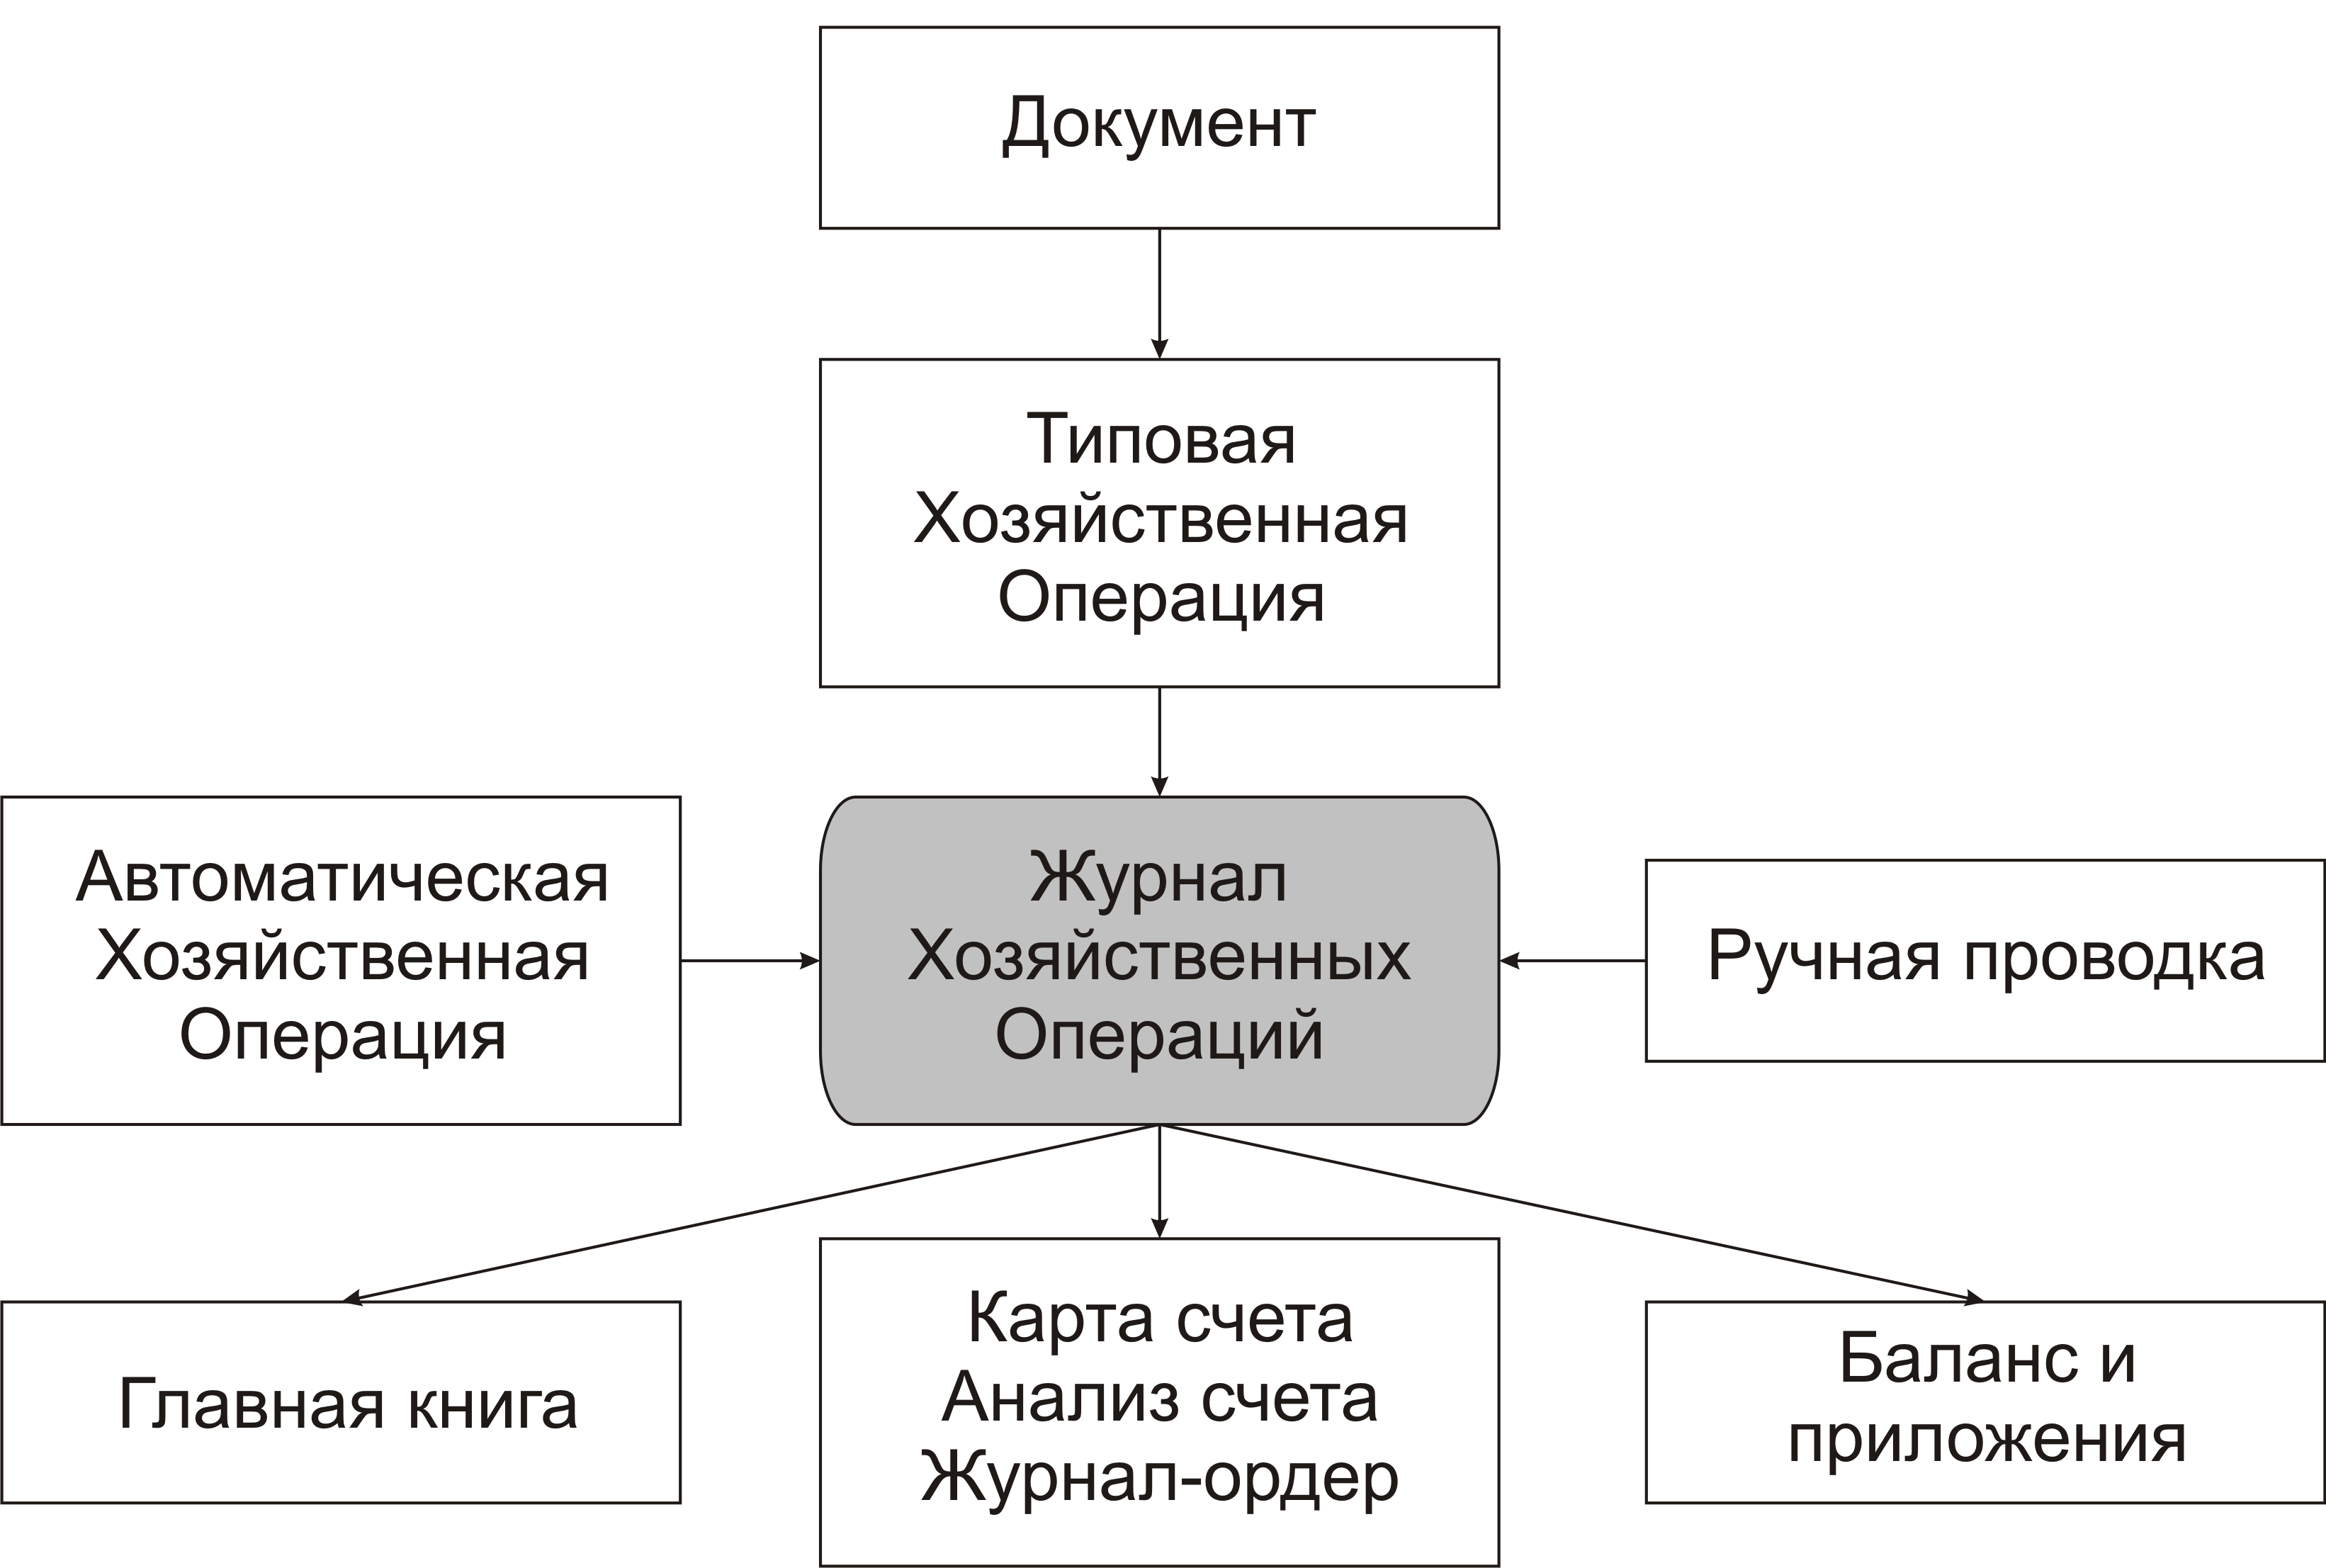 Документ
Типовая
Хозяйственная
Операция
Автоматическая
Хозяйственная
Операция
Журнал
Хозяйственных
Операций
Ручная проводка
Главная книга
Карта счета
Анализ счета
Журнал-ордер
Баланс и
приложения